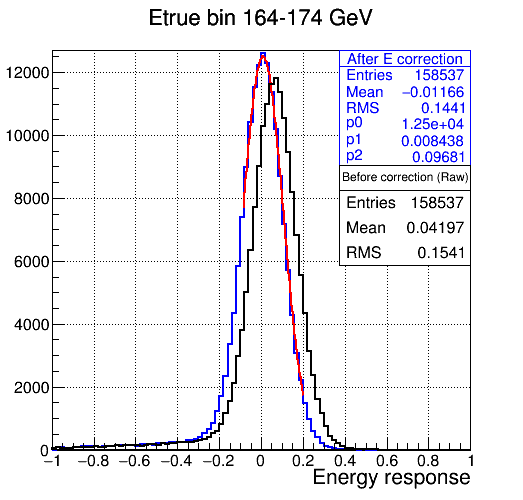 Etrue bin 164-174 GeV
After E correction
Entries 158537
Mean −0.01166
RMS 0.1441
p0 1.25e+04
p1 0.008438
p2 0.09681
Before correction (Raw)
Entries 158537
Mean 0.04197
RMS 0.1541
12000
10000
8000
6000
4000
2000
0
−1 −0.8 −0.6 −0.4 −0.2 0 0.2 0.4 0.6 0.8 1
Energy response